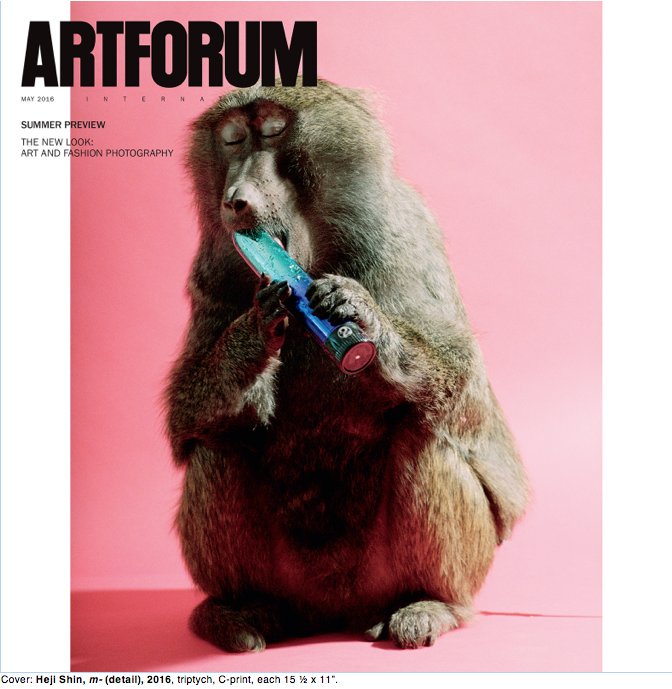 ARTFORUM
MAY 2016 INTERNA
SUMMER PREVIEW
THE NEW LOOK:
ART AND FASHION PHOTOGRAPHY
Cover: Heji Shin, m- (detail), 2016, triptych, C-print, each 15 ½ x 11".